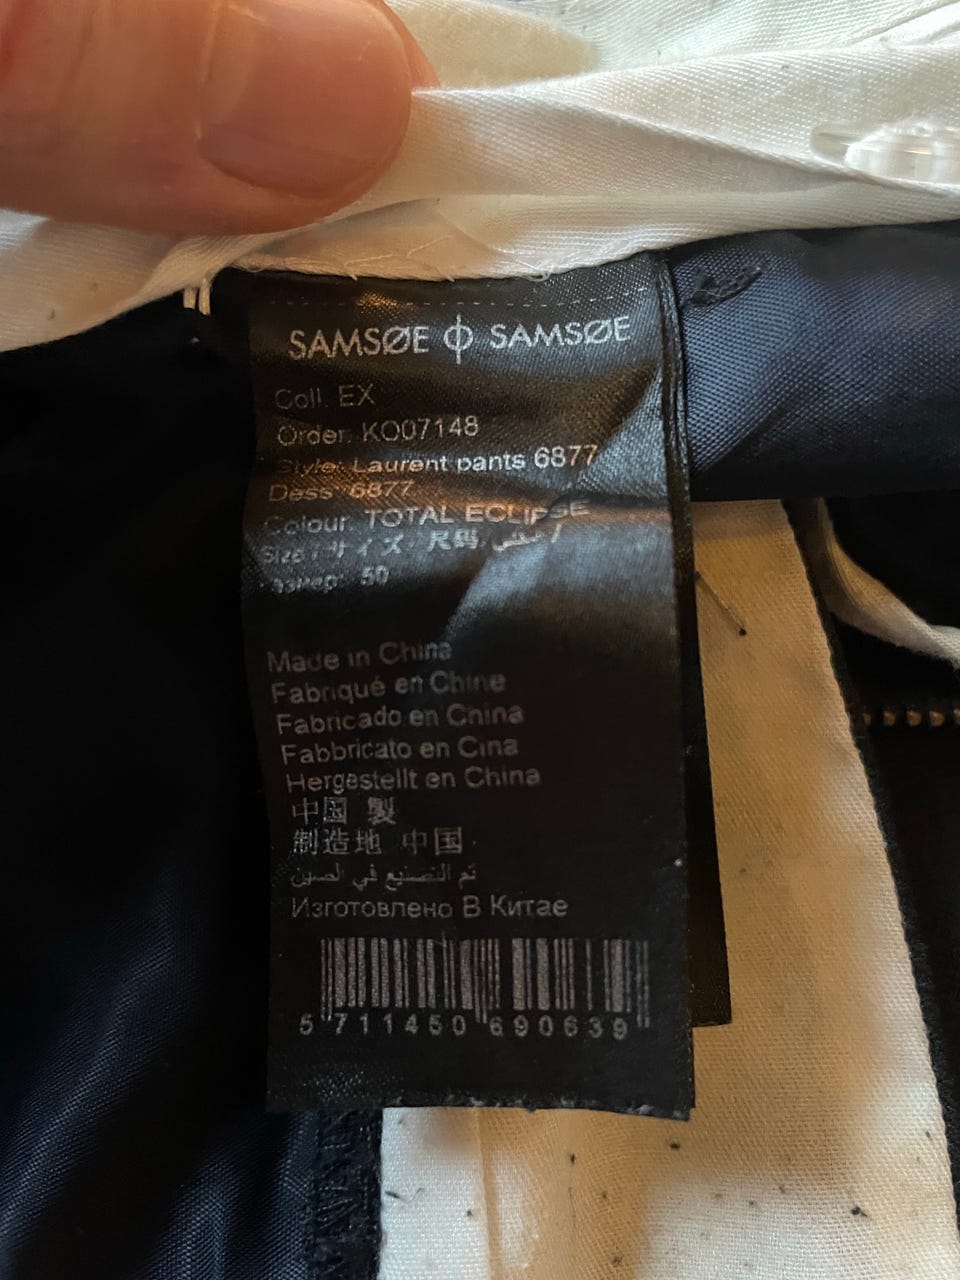 SAMSØE ϕ SAMSØE
Coll. EX
Order: KO07148
Style: Laurent pants 6877
Dess: 6877
Colour: TOTAL ECLIPSE
Size / サイズ / 尺码 /
Размер: 50
Made in China
Fabriqué en Chine
Fabricado en China
Fabbricato en Cina
Hergestellt en China
中国 製
制造地 中国
تم التصنيع في الصين
Изготовлено В Китае
5 711450 690639